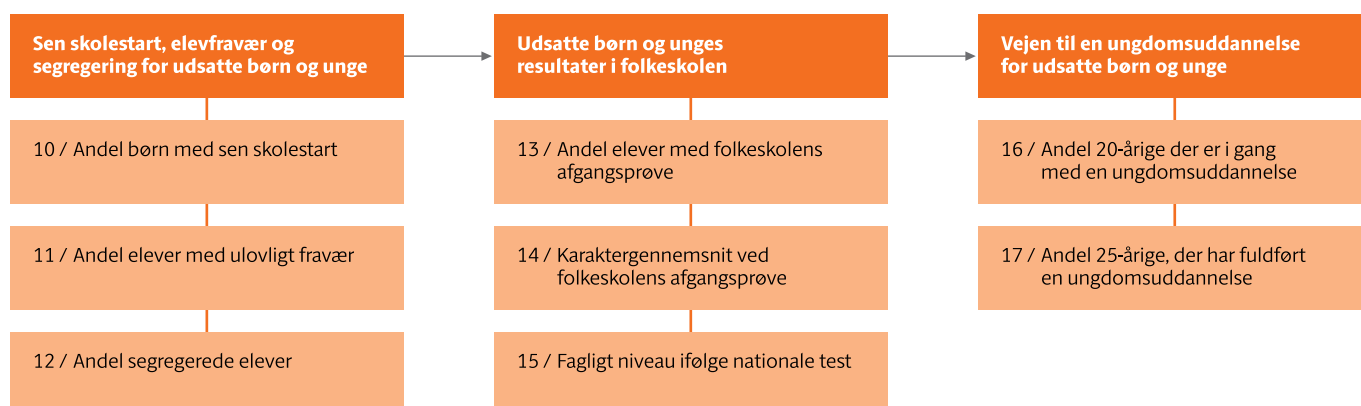 Sen skolestart, elevfravær og
segregering for udsatte børn og unge
10 / Andel børn med sen skolestart
11 / Andel elever med ulovligt fravær
12 / Andel segregerede elever
Udsatte børn og unges
resultater i folkeskolen
13 / Andel elever med folkeskolens
afgangsprøve
14 / Karaktergennemsnit ved
folkeskolens afgangsprøve
15 / Fagligt niveau ifølge nationale test
Vejen til en ungdomsuddannelse
for udsatte børn og unge
16 / Andel 20-årige der er i gang
med en ungdomsuddannelse
17 / Andel 25-årige, der har fuldført
en ungdomsuddannelse